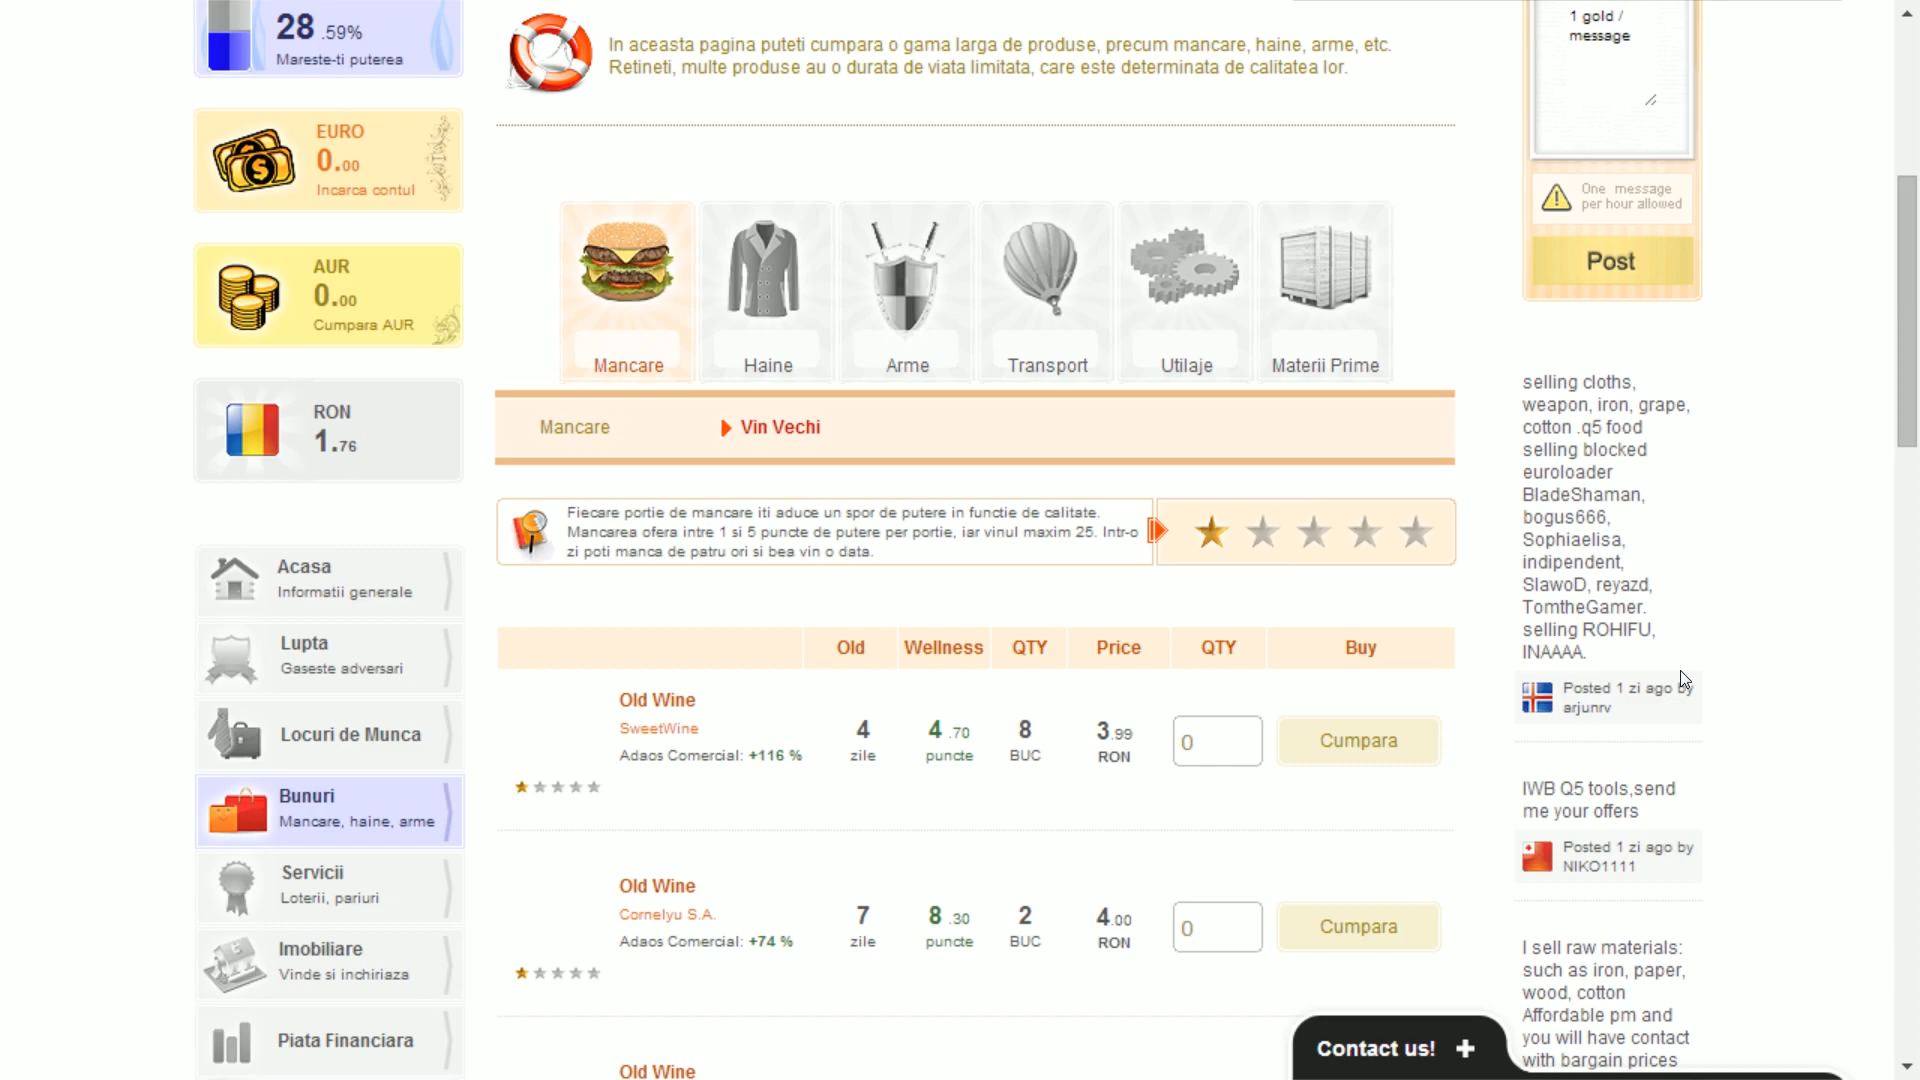 28 .59%
Mareste-ti puterea
EURO
0.00
Incarca contul
AUR
0.00
Cumpara AUR
RON
1.76
Acasa
Informatii generale
Lupta
Gaseste adversari
Locuri de Munca
Bunuri
Mancare, haine, arme
Servicii
Loterii, pariuri
Imobiliare
Vinde si inchiriaza
Piata Financiara
In aceasta pagina puteti cumpara o gama larga de produse, precum mancare, haine, arme, etc.
Retineti, multe produse au o durata de viata limitata, care este determinata de calitatea lor.
Mancare
Haine
Arme
Transport
Utilaje
Materii Prime
Mancare
Vin Vechi
Fiecare portie de mancare iti aduce un spor de putere in functie de calitate.
Mancarea ofera intre 1 si 5 puncte de putere per portie, iar vinul maxim 25. Intr-o
zi poti manca de patru ori si bea vin o data.
Old Wellness QTY Price QTY Buy
Old Wine
SweetWine
Adaos Comercial: +116 %
4
zile
4 .70
puncte
8
BUC
3.99
RON
0
Cumpara
Old Wine
Cornelyu S.A.
Adaos Comercial: +74 %
7
zile
8 .30
puncte
2
BUC
4.00
RON
0
Cumpara
Old Wine
1 gold /
message
One message
per hour allowed
Post
selling cloths,
weapon, iron, grape,
cotton .q5 food
selling blocked
euroloader
BladeShaman,
bogus666,
Sophiaelisa,
indipendent,
SlawoD, reyazd,
TomtheGamer.
selling ROHIFU,
INAAAA.
Posted 1 zi ago by
arjunrv
IWB Q5 tools,send
me your offers
Posted 1 zi ago by
NIKO1111
I sell raw materials:
such as iron, paper,
wood, cotton
Affordable pm and
you will have contact
with bargain prices
Contact us! +